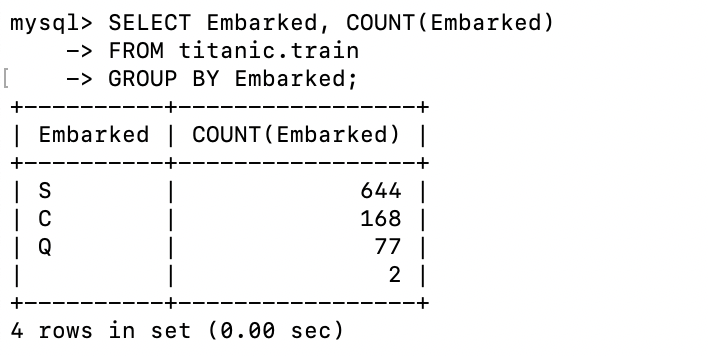 mysql> SELECT Embarked, COUNT(Embarked)
    -> FROM titanic.train
[    -> GROUP BY Embarked;
+----------+-----------------+
| Embarked | COUNT(Embarked) |
+----------+-----------------+
| S        |             644 |
| C        |             168 |
| Q        |              77 |
|          |               2 |
+----------+-----------------+
4 rows in set (0.00 sec)